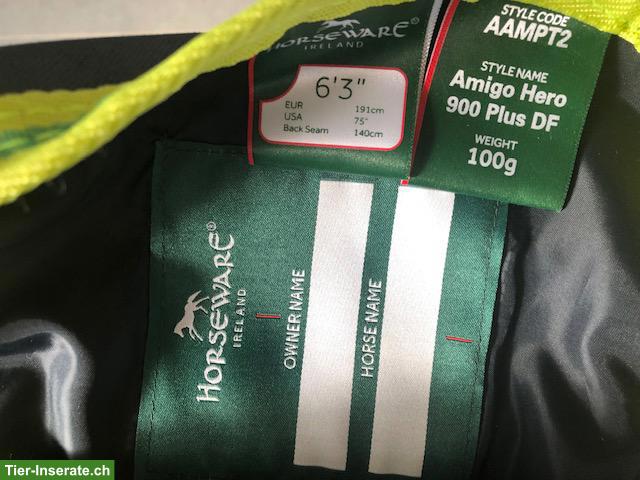 HORSEWARE
IRELAND
6'3"
EUR 191cm
USA 75"
Back Seam 140cm
STYLE CODE
AAMPT2
STYLE NAME
Amigo Hero
900 Plus DF
WEIGHT
100g
HORSEWARE
IRELAND
OWNER NAME
HORSE NAME
Tier-Inserate.ch